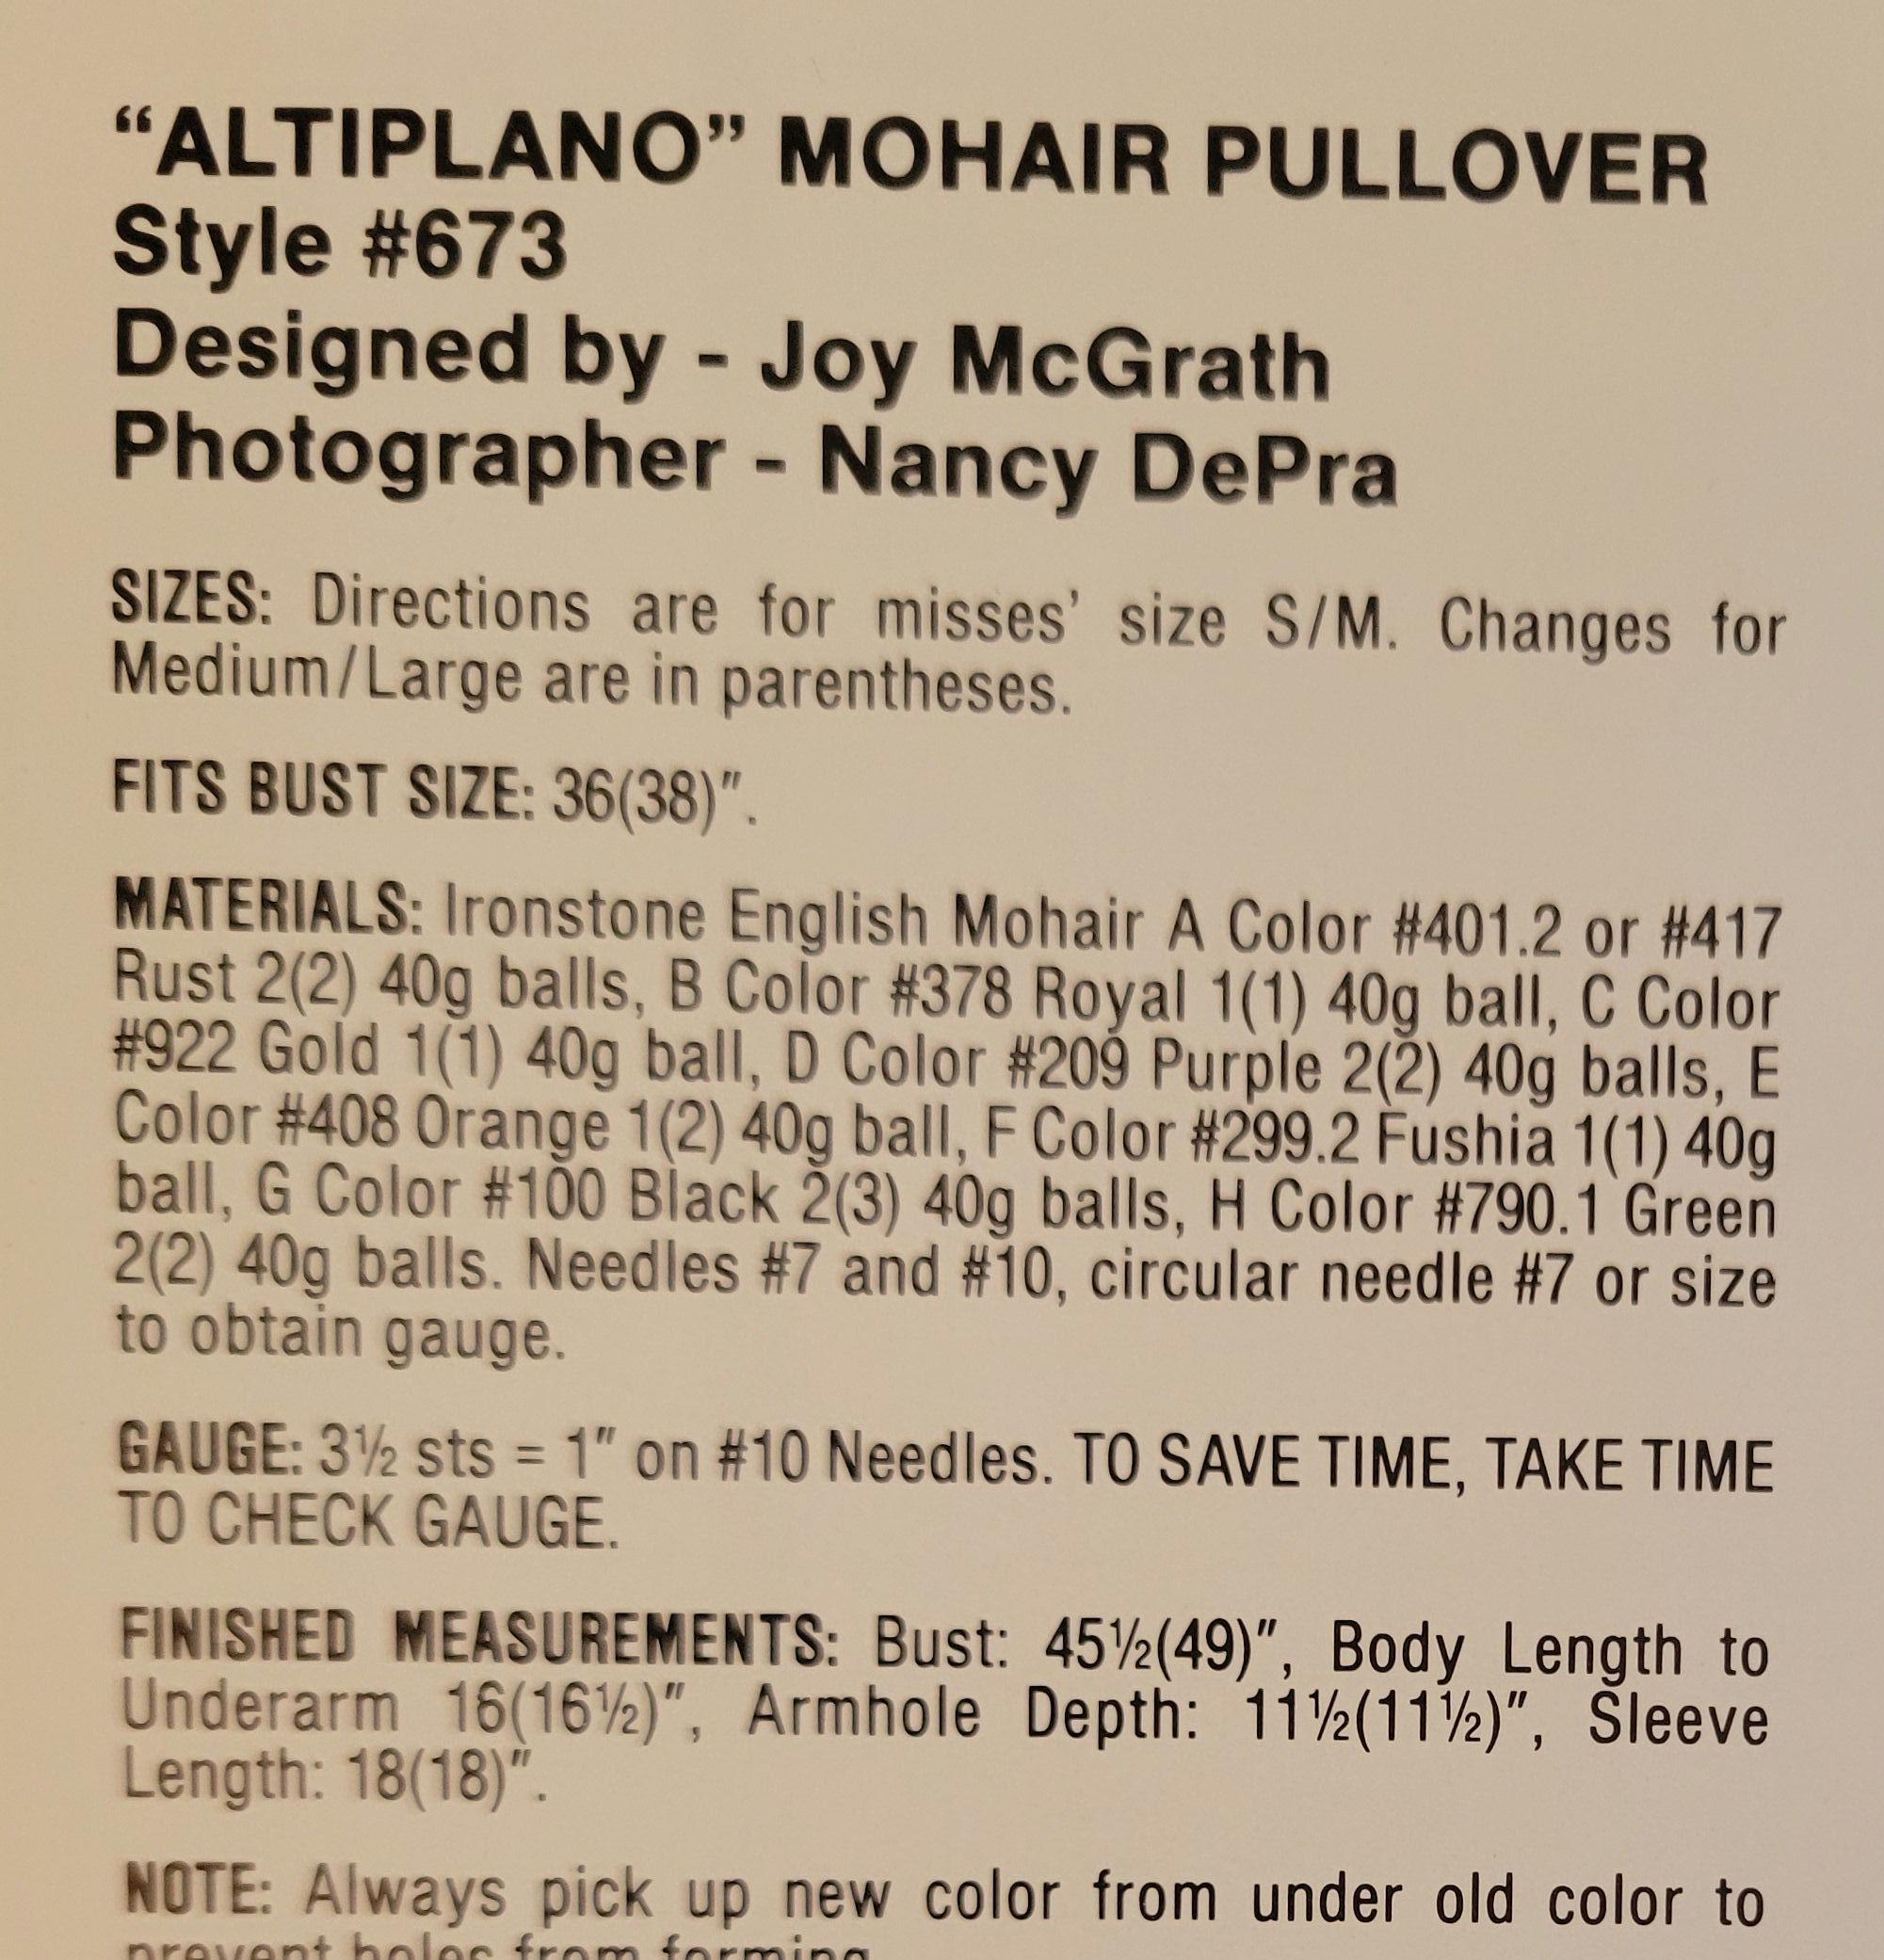 “ALTIPLANO” MOHAIR PULLOVER
Style #673
Designed by - Joy McGrath
Photographer - Nancy DePra
SIZES: Directions are for misses’ size S/M. Changes for
Medium/Large are in parentheses.
FITS BUST SIZE: 36(38)″.
MATERIALS: Ironstone English Mohair A Color #401.2 or #417
Rust 2(2) 40g balls, B Color #378 Royal 1(1) 40g ball, C Color
#922 Gold 1(1) 40g ball, D Color #209 Purple 2(2) 40g balls, E
Color #408 Orange 1(2) 40g ball, F Color #299.2 Fushia 1(1) 40g
ball, G Color #100 Black 2(3) 40g balls, H Color #790.1 Green
2(2) 40g balls. Needles #7 and #10, circular needle #7 or size
to obtain gauge.
GAUGE: 3½ sts = 1″ on #10 Needles. TO SAVE TIME, TAKE TIME
TO CHECK GAUGE.
FINISHED MEASUREMENTS: Bust: 45½(49)″, Body Length to
Underarm 16(16½)″, Armhole Depth: 11½(11½)″, Sleeve
Length: 18(18)″.
NOTE: Always pick up new color from under old color to
prevent holes from forming.